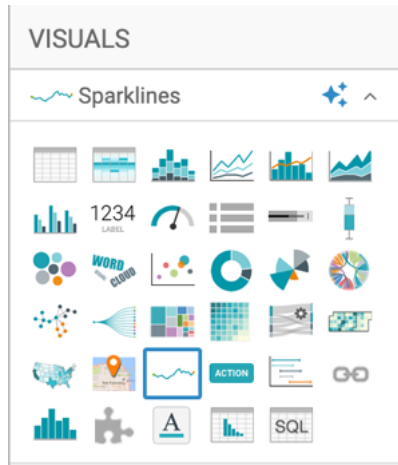 VISUALS
Sparklines
1234
LABEL
WORD
CLOUD
ACTION
A
SQL